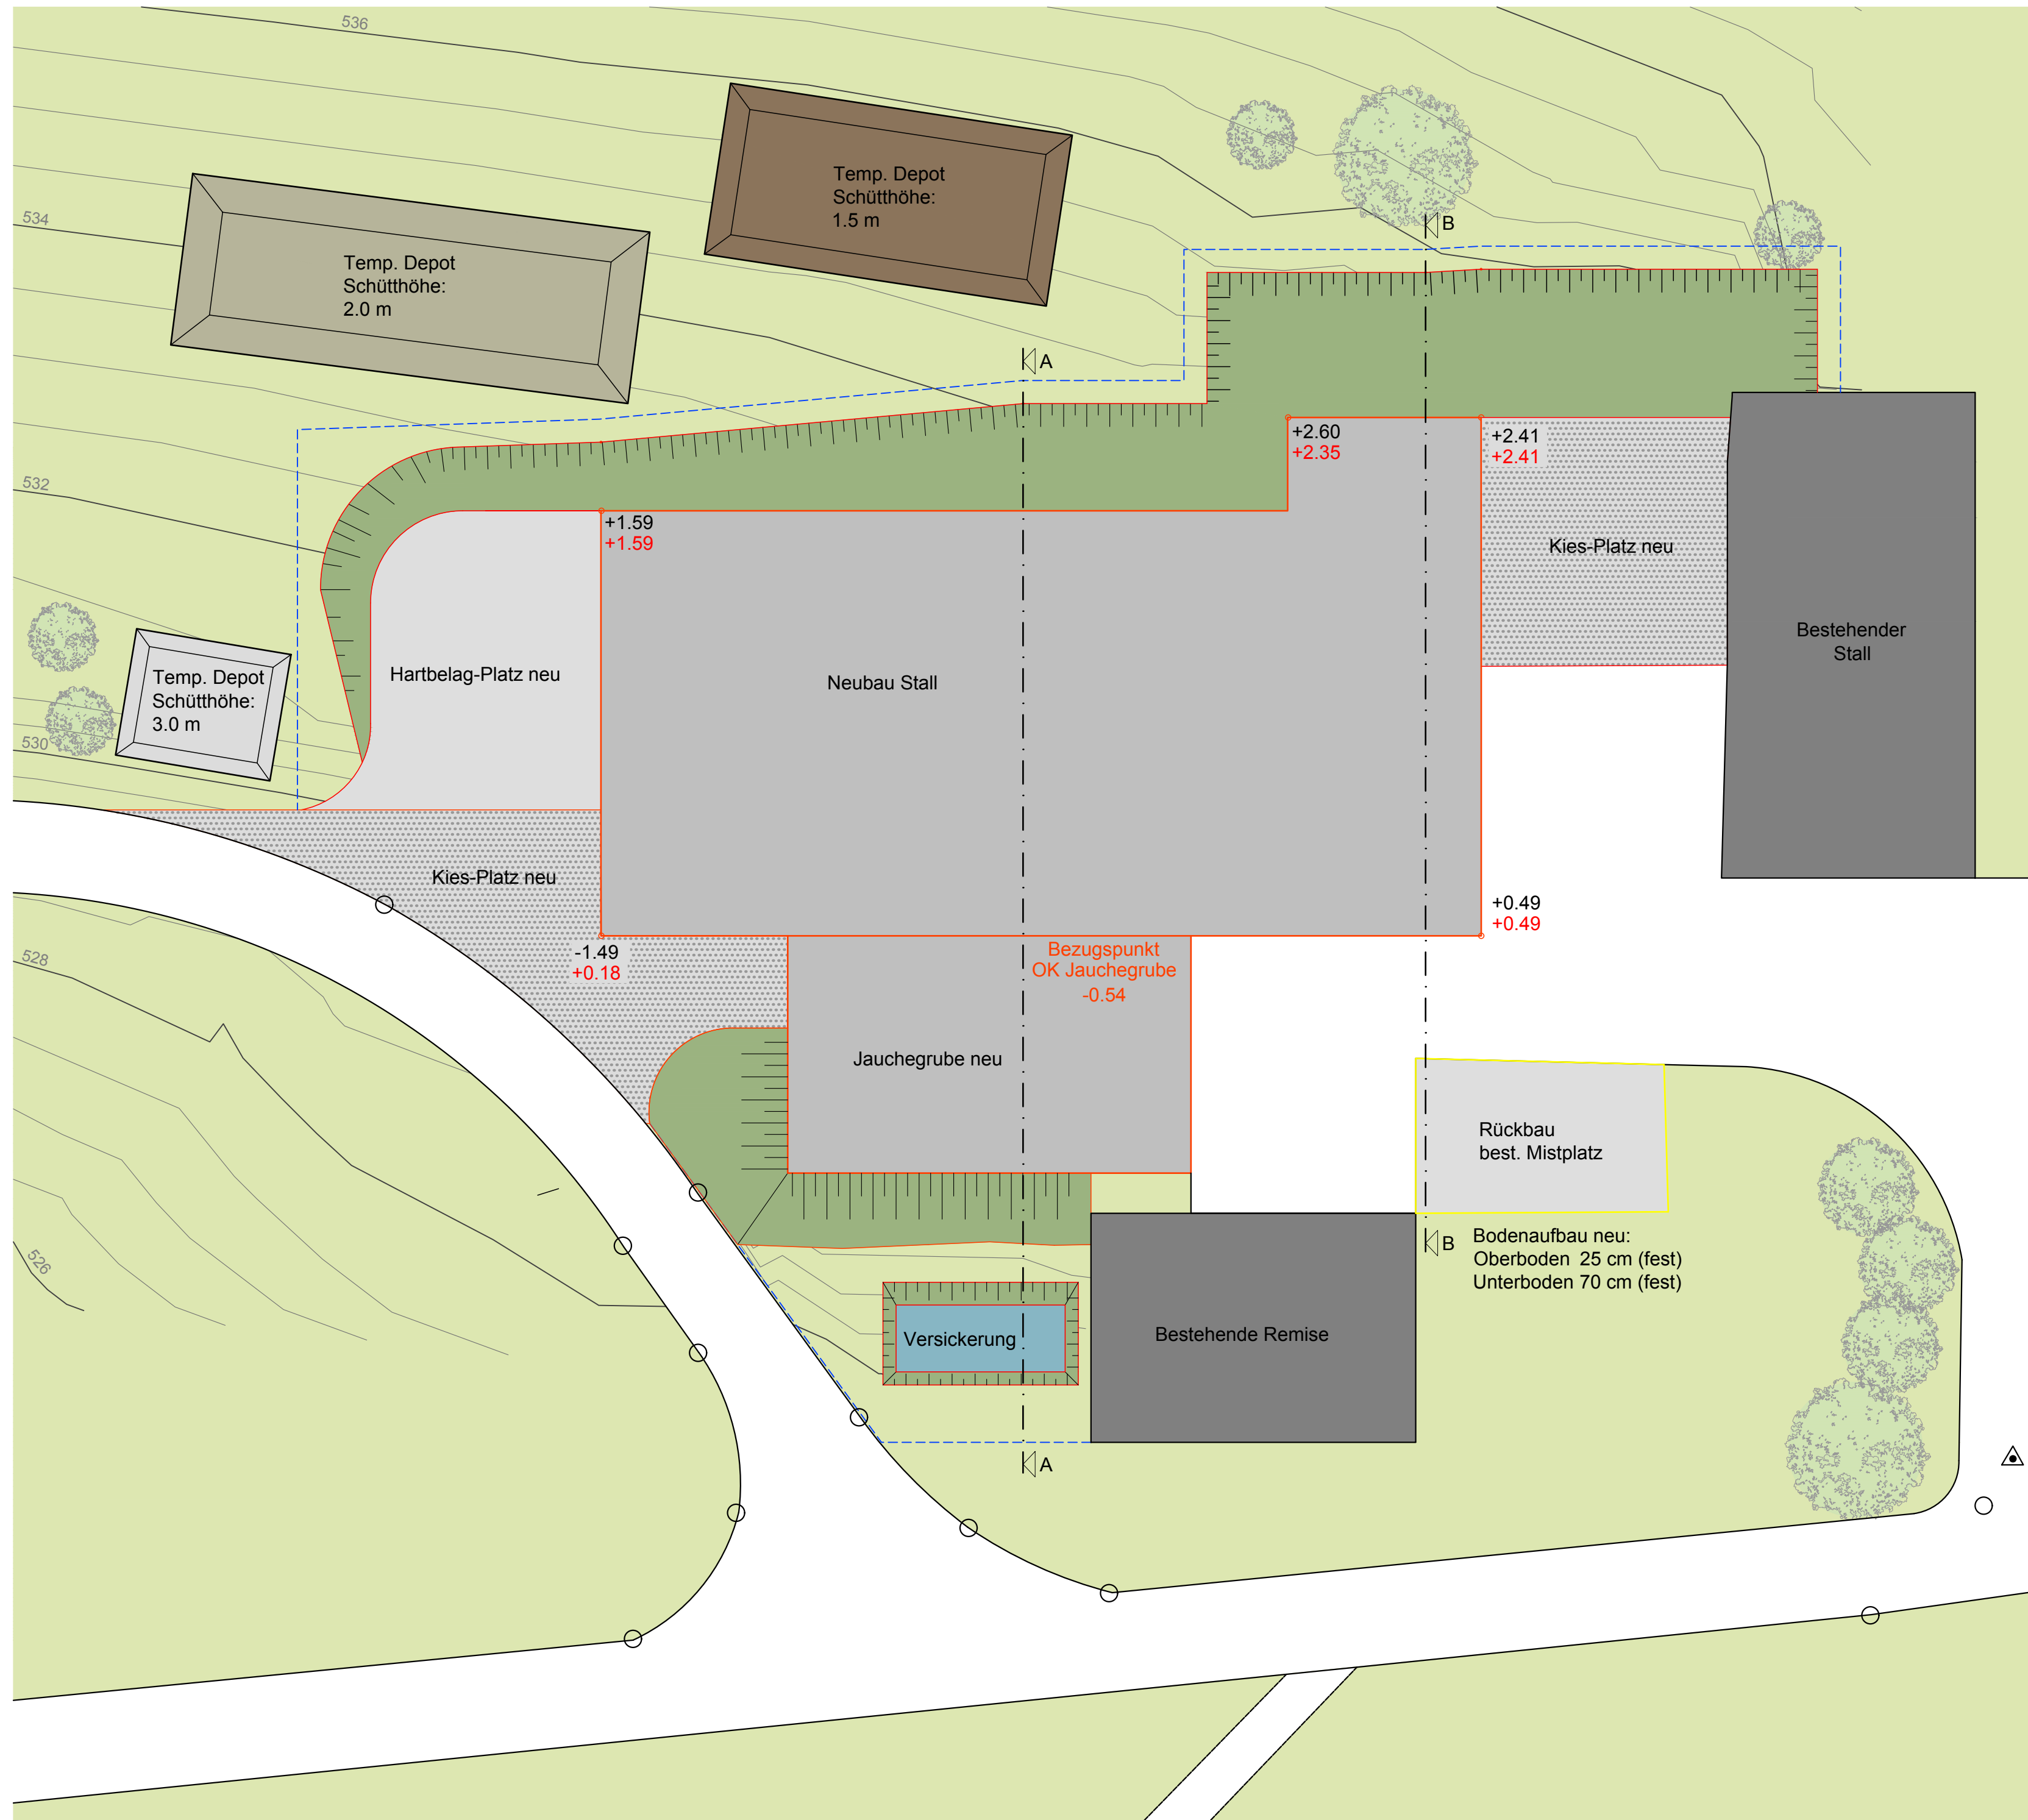 536
Temp. Depot
Schütthöhe:
1.5 m
534
B
Temp. Depot
Schütthöhe:
2.0 m
A
+2.60
+2.35
+2.41
+2.41
532
+1.59
+1.59
Kies-Platz neu
Bestehender
Stall
Hartbelag-Platz neu
Neubau Stall
Temp. Depot
Schütthöhe:
3.0 m
530
Kies-Platz neu
+0.49
+0.49
528
-1.49
+0.18
Bezugspunkt
OK Jauchegrube
-0.54
Jauchegrube neu
Rückbau
best. Mistplatz
526
B
Bodenaufbau neu:
Oberboden 25 cm (fest)
Unterboden 70 cm (fest)
Versickerung
Bestehende Remise
A